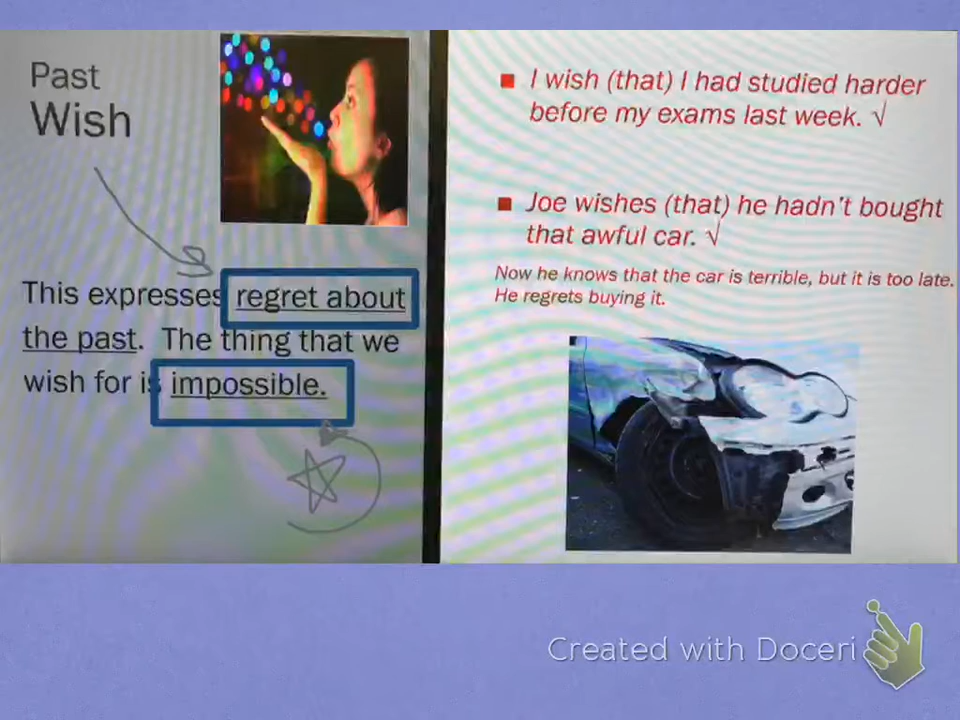 Past
Wish
This expresses regret about
the past. The thing that we
wish for is impossible.
I wish (that) I had studied harder
before my exams last week. √
Joe wishes (that) he hadn't bought
that awful car. √
Now he knows that the car is terrible, but it is too late.
He regrets buying it.
Created with Doceri